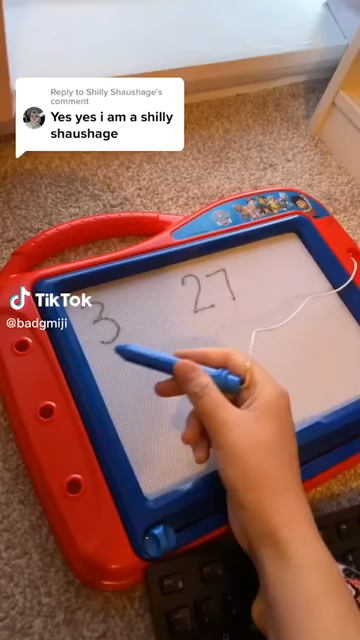 Reply to Shilly Shaushage's
comment
Yes yes i am a shilly
shaushage
3 27
TikTok
@badgmiji